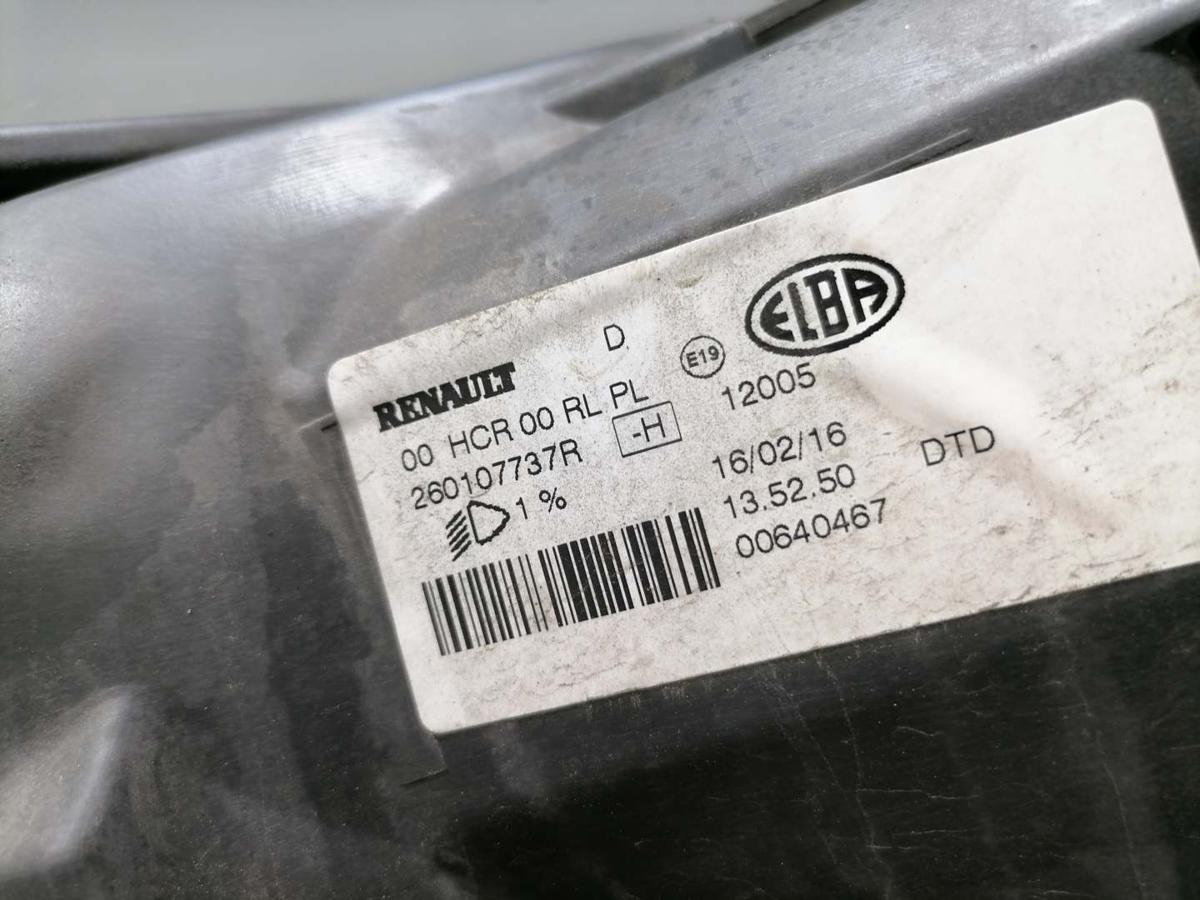 RENAULT D E19 ELBA
00 HCR 00 RL PL 12005
260107737R -H 16/02/16 DTD
1 % 13.52.50
00640467